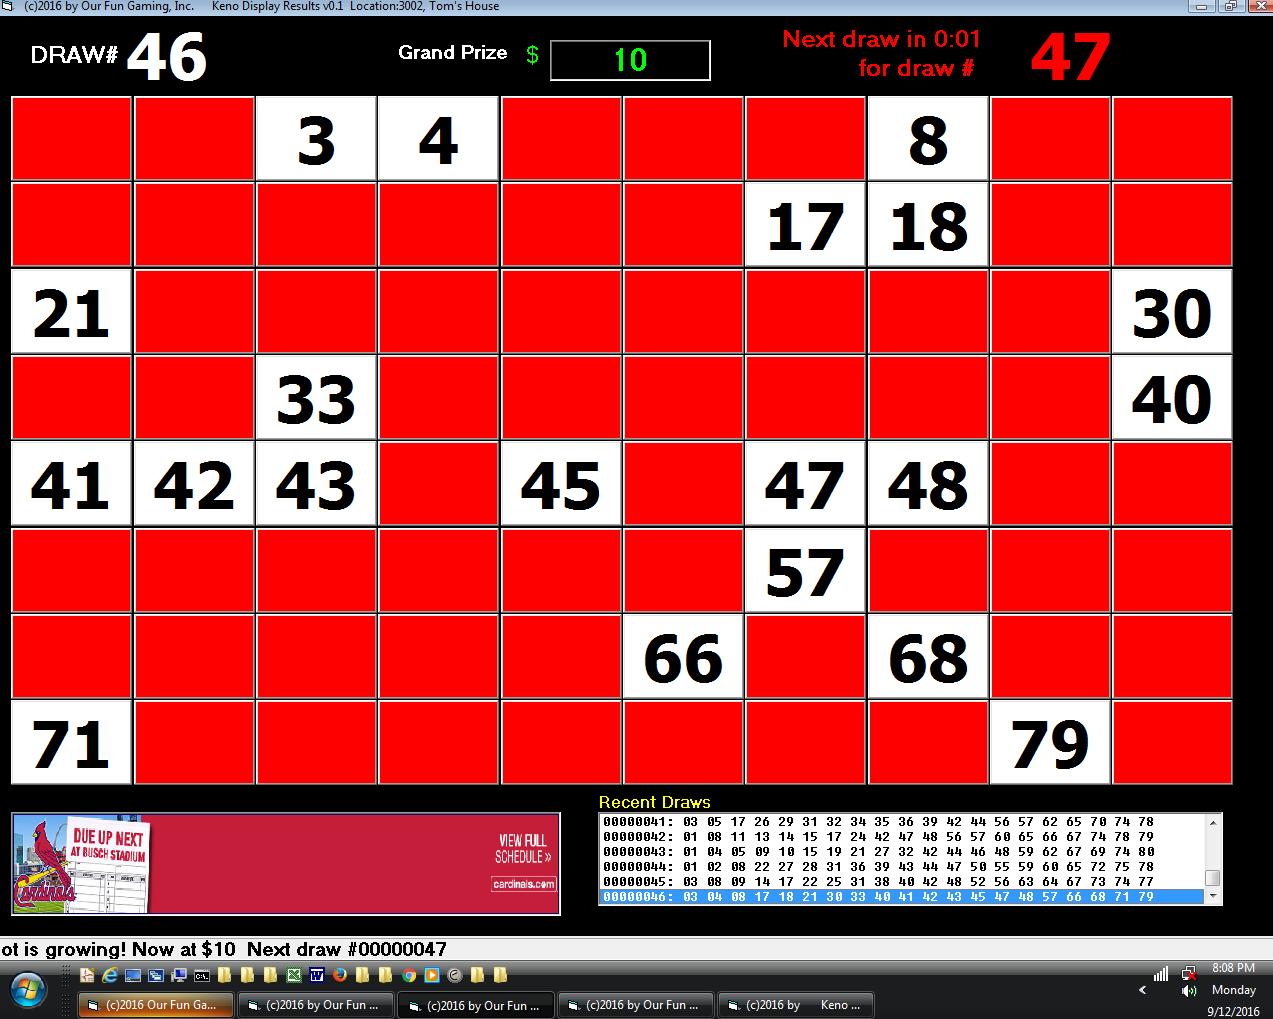 (c)2016 by Our Fun Gaming, Inc. Keno Display Results v0.1 Location:3002, Tom's House
DRAW# 46 Grand Prize $ 10 Next draw in 0:01 for draw # 47
3 4 8
17 18
21 30
33 40
41 42 43 45 47 48
57
66 68
71 79
Recent Draws
00000041: 03 05 17 26 29 31 32 34 35 36 39 42 44 56 57 62 65 70 74 78
00000042: 01 08 11 13 14 15 17 24 42 47 48 56 57 60 65 66 67 74 78 79
00000043: 01 04 05 09 10 15 19 21 27 32 42 44 46 48 59 62 67 69 74 80
00000044: 01 02 08 22 27 28 31 36 39 43 44 47 50 55 59 60 65 72 75 78
00000045: 03 08 09 14 17 22 25 31 38 40 42 48 52 56 63 64 67 73 74 77
00000046: 03 04 08 17 18 21 30 33 40 41 42 43 45 47 48 57 66 68 71 79
DUE UP NEXT
AT BUSCH STADIUM
Cardinals
VIEW FULL
SCHEDULE »
cardinals.com
ot is growing! Now at $10 Next draw #00000047
8:08 PM
Monday
9/12/2016
(c)2016 Our Fun Ga... (c)2016 by Our Fun ... (c)2016 by Our Fun ... (c)2016 by Our Fun ... (c)2016 by Keno ...